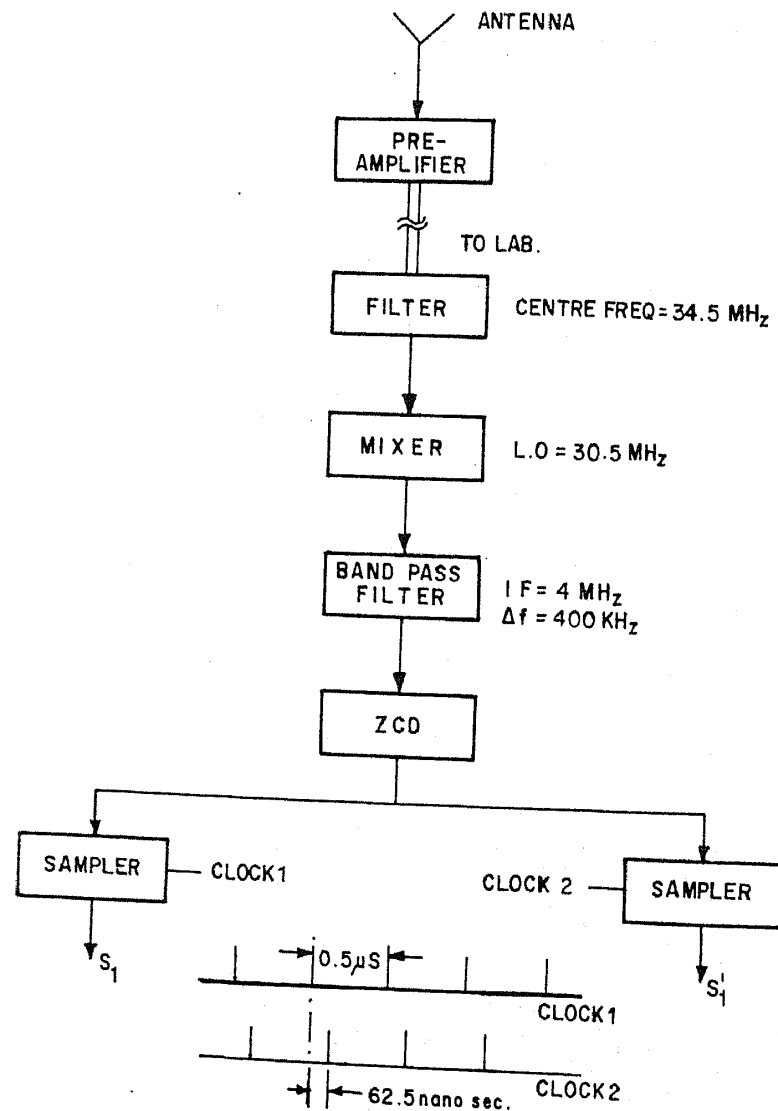 ANTENNA
PRE-
AMPLIFIER
TO LAB.
FILTER
CENTRE FREQ = 34.5 MHz
MIXER
L.O = 30.5 MHz
BAND PASS
FILTER
IF = 4 MHz
Δf = 400 KHz
ZCD
SAMPLER
CLOCK1
CLOCK 2
SAMPLER
S1
0.5μS
S1'
CLOCK1
62.5 nano sec.
CLOCK2